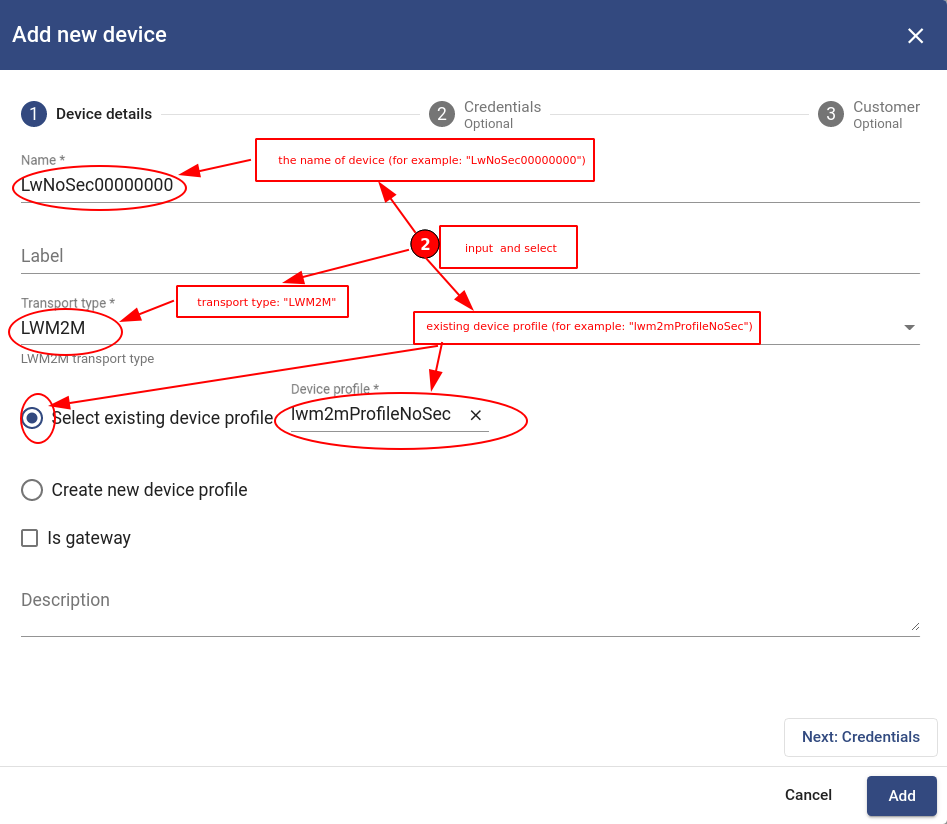 Add new device
1 Device details
2 Credentials
Optional
3 Customer
Optional
Name *
LwNoSec00000000
the name of device (for example: "LwNoSec00000000")
2
input and select
Label
Transport type *
LWM2M
transport type: "LWM2M"
existing device profile (for example: "lwm2mProfileNoSec")
LWM2M transport type
Select existing device profile
Device profile *
lwm2mProfileNoSec
Create new device profile
Is gateway
Description
Next: Credentials
Cancel
Add